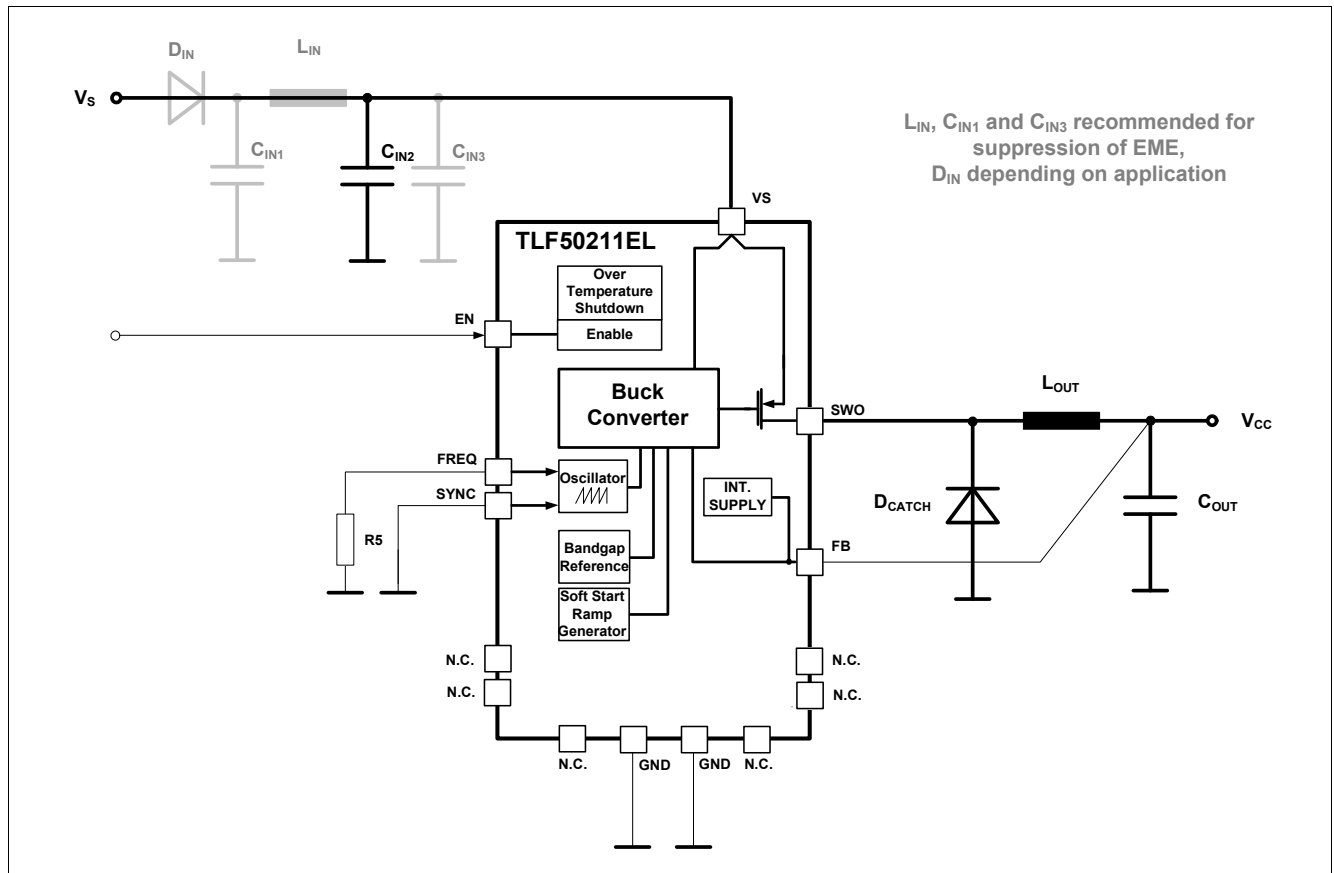 D_IN
L_IN
V_S
C_IN1
C_IN2
C_IN3
L_IN, C_IN1 and C_IN3 recommended for
suppression of EME,
D_IN depending on application
VS
TLF50211EL
Over
Temperature
Shutdown
EN
Enable
Buck
Converter
SWO
L_OUT
V_CC
FREQ
SYNC
Oscillator
INT.
SUPPLY
D_CATCH
C_OUT
R5
FB
Bandgap
Reference
Soft Start
Ramp
Generator
N.C.
N.C.
N.C.
N.C.
N.C.
GND
GND
N.C.